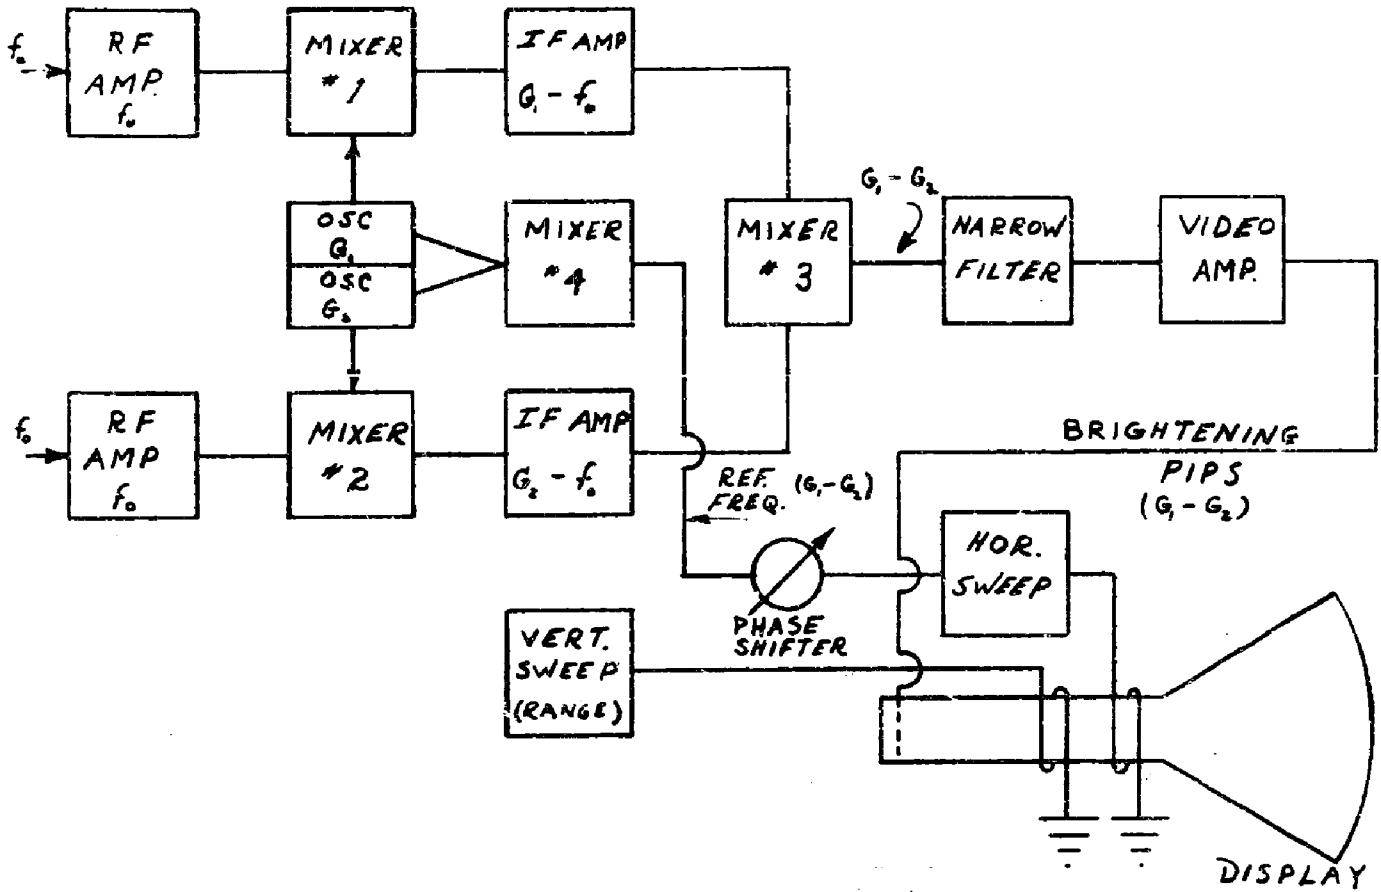 f₀
RF
AMP.
f₀
MIXER
#1
IF AMP
G₁ - f₀
OSC
G₁
OSC
G₂
MIXER
#4
MIXER
#3
G₁ - G₂
NARROW
FILTER
VIDEO
AMP.
f₀
RF
AMP
f₀
MIXER
#2
IF AMP
G₂ - f₀
BRIGHTENING
PIPS
(G₁ - G₂)
REF.
FREQ.
(G₁-G₂)
HOR.
SWEEP
PHASE
SHIFTER
VERT.
SWEEP
(RANGE)
DISPLAY